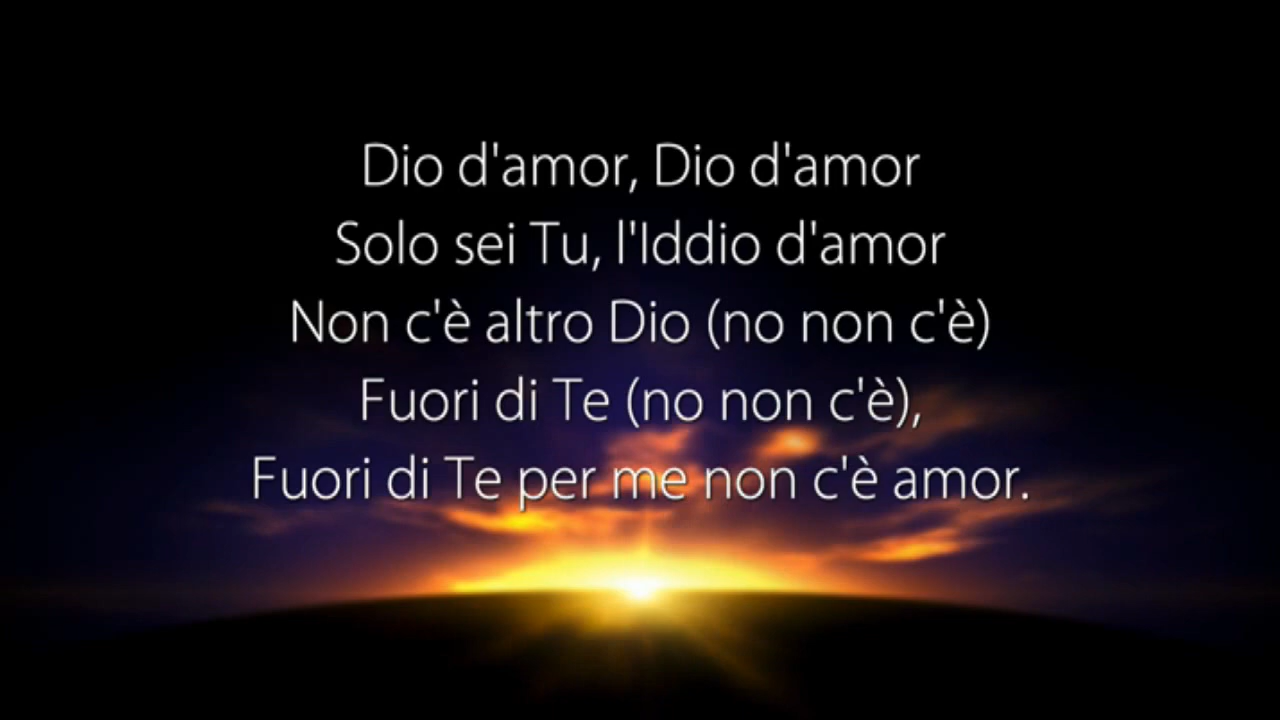 Dio d'amor, Dio d'amor
Solo sei Tu, l'Iddio d'amor
Non c'è altro Dio (no non c'è)
Fuori di Te (no non c'è),
Fuori di Te per me non c'è amor.